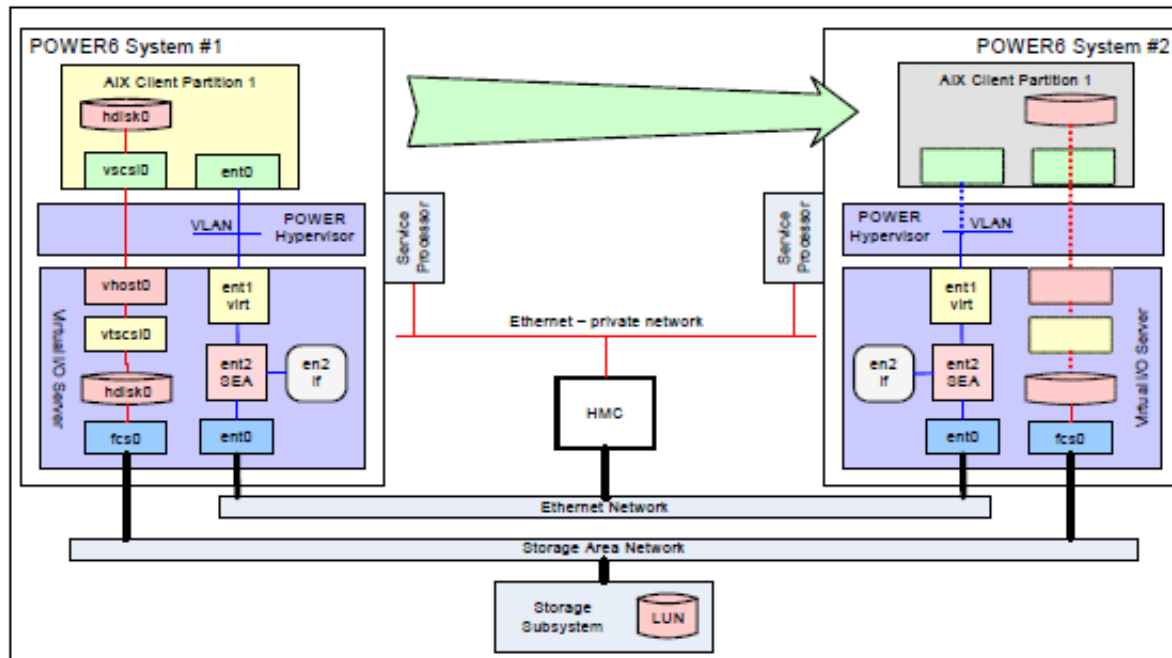 POWER6 System #1
AIX Client Partition 1
hdisk0
vscsi0
ent0
VLAN
POWER
Hypervisor
vhost0
ent1
virt
vtscsi0
ent2
SEA
en2
if
hdisk0
fcs0
ent0
Virtual I/O Server
Service
Processor
Ethernet – private network
HMC
Service
Processor
POWER6 System #2
AIX Client Partition 1
POWER
Hypervisor
VLAN
ent1
virt
en2
if
ent2
SEA
ent0
fcs0
Virtual I/O Server
Ethernet Network
Storage Area Network
Storage
Subsystem
LUN